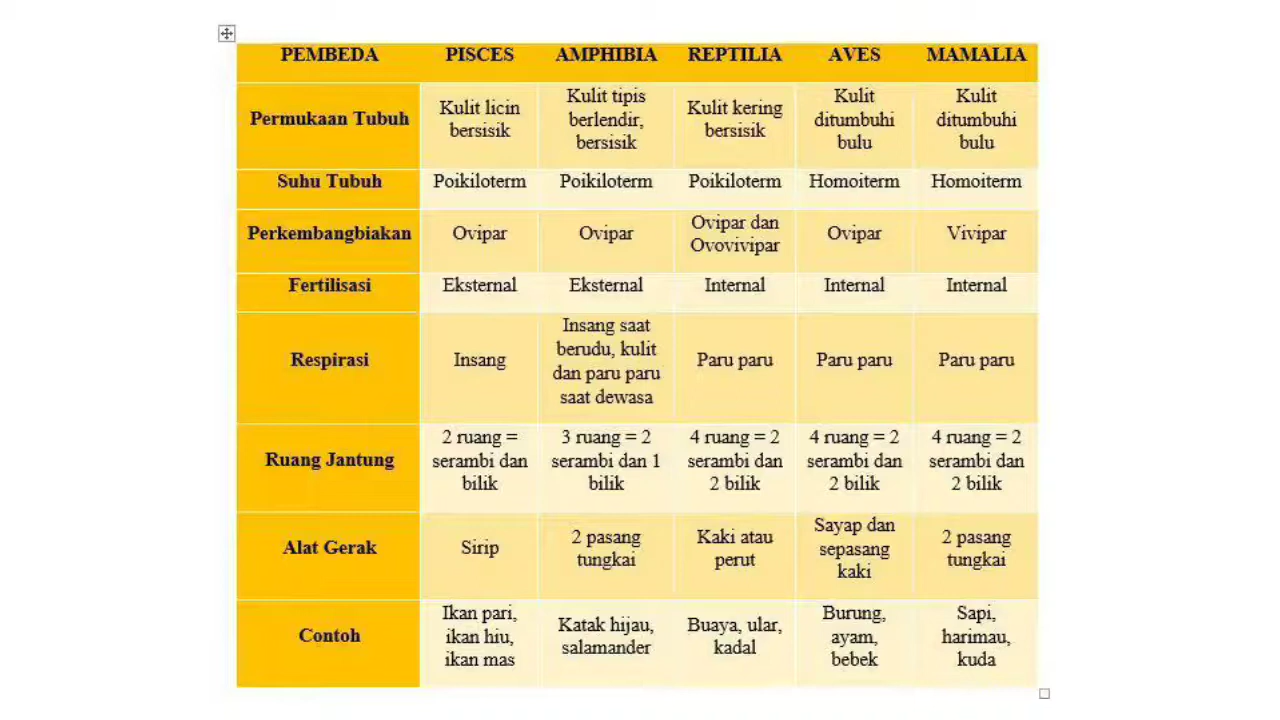 PEMBEDA PISCES AMPHIBIA REPTILIA AVES MAMALIA
Permukaan Tubuh
Kulit licin
bersisik
Kulit tipis
berlendir,
bersisik
Kulit kering
bersisik
Kulit
ditumbuhi
bulu
Kulit
ditumbuhi
bulu
Suhu Tubuh
Poikiloterm
Poikiloterm
Poikiloterm
Homoiterm
Homoiterm
Perkembangbiakan
Ovipar
Ovipar
Ovipar dan
Ovovivipar
Ovipar
Vivipar
Fertilisasi
Eksternal
Eksternal
Internal
Internal
Internal
Respirasi
Insang
Insang saat
berudu, kulit
dan paru paru
saat dewasa
Paru paru
Paru paru
Paru paru
Ruang Jantung
2 ruang =
serambi dan
bilik
3 ruang = 2
serambi dan 1
bilik
4 ruang = 2
serambi dan
2 bilik
4 ruang = 2
serambi dan
2 bilik
4 ruang = 2
serambi dan
2 bilik
Alat Gerak
Sirip
2 pasang
tungkai
Kaki atau
perut
Sayap dan
sepasang
kaki
2 pasang
tungkai
Contoh
Ikan pari,
ikan hiu,
ikan mas
Katak hijau,
salamander
Buaya, ular,
kadal
Burung,
ayam,
bebek
Sapi,
harimau,
kuda